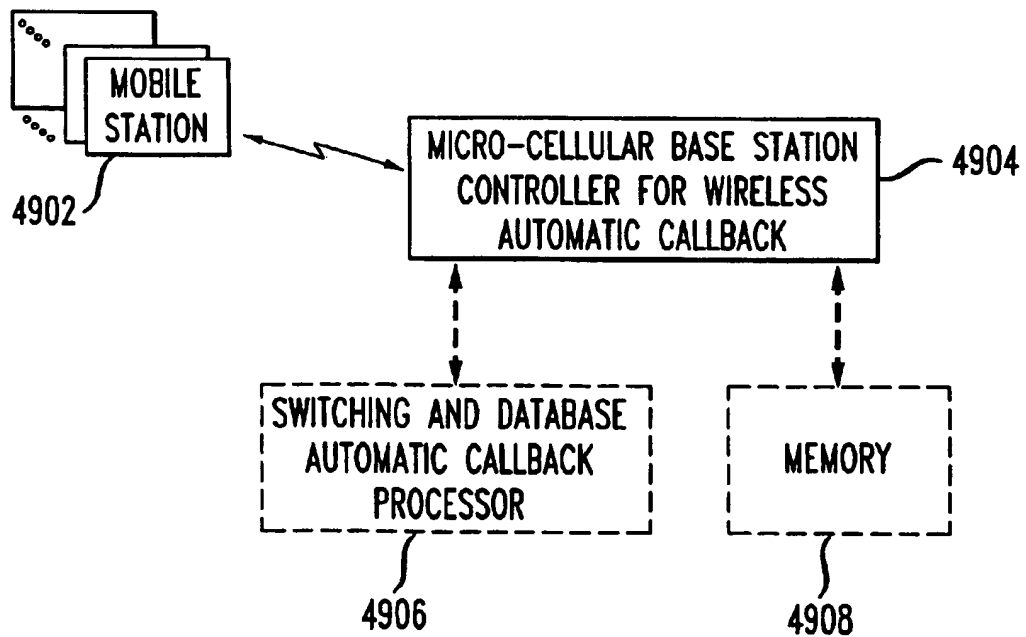 MOBILE
STATION
4902
MICRO-CELLULAR BASE STATION
CONTROLLER FOR WIRELESS
AUTOMATIC CALLBACK
4904
SWITCHING AND DATABASE
AUTOMATIC CALLBACK
PROCESSOR
4906
MEMORY
4908